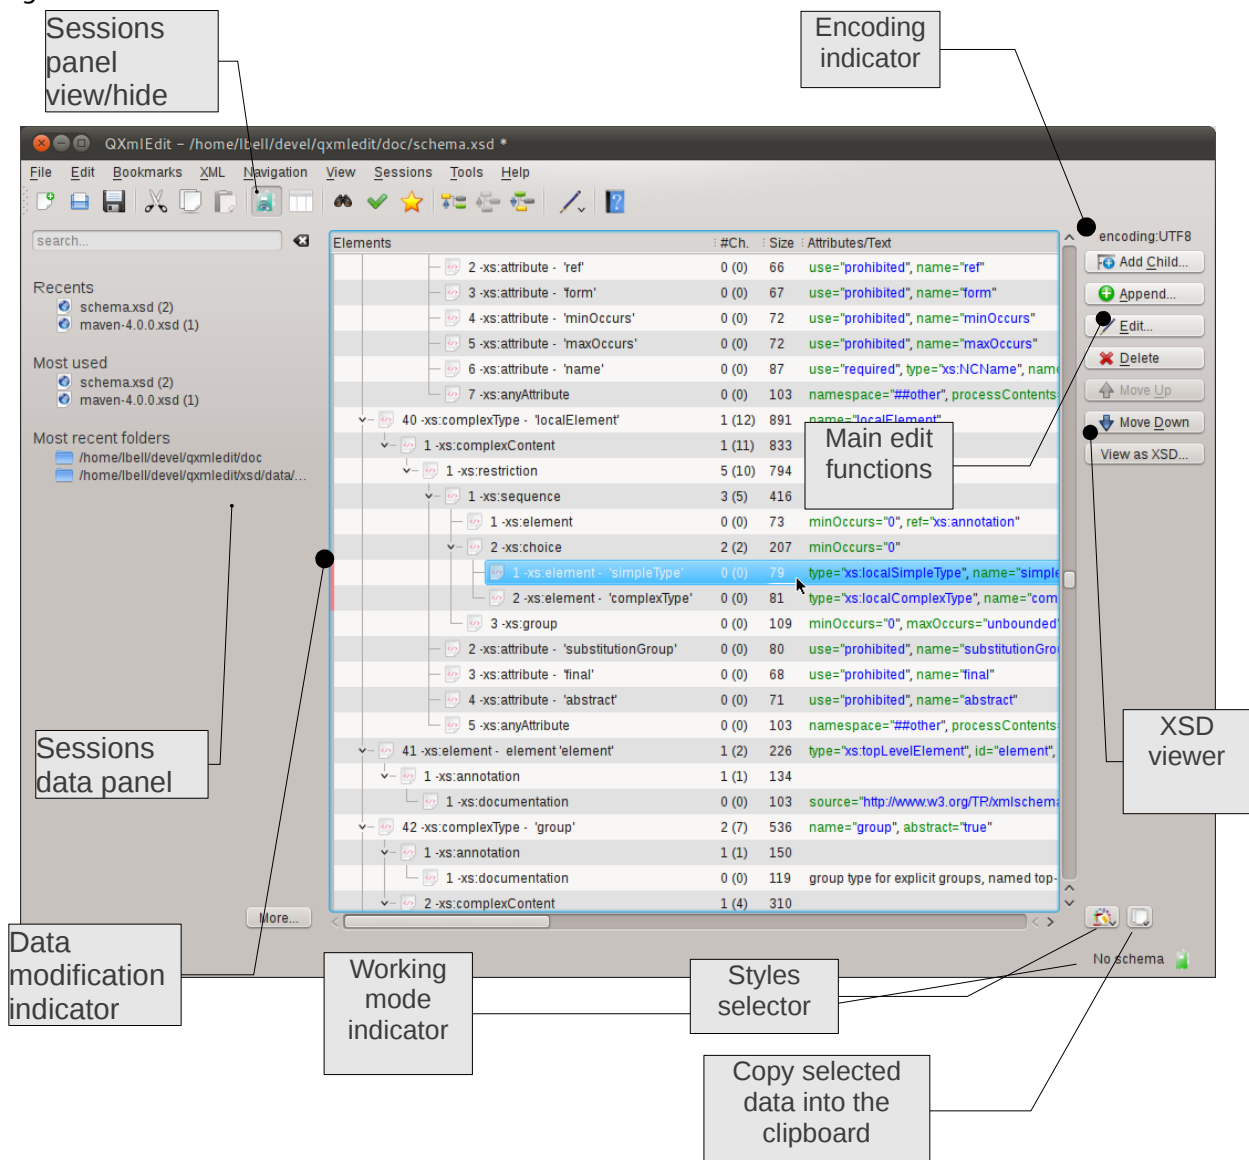 Sessions
panel
view/hide
Encoding
indicator
QXmlEdit - /home/lbell/devel/qxmledit/doc/schema.xsd *
File Edit Bookmarks XML Navigation View Sessions Tools Help
search...
Elements #Ch. Size Attributes/Text
encoding:UTF8
2 -xs:attribute - 'ref' 0 (0) 66 use="prohibited", name="ref"
Add Child...
Recents
3 -xs:attribute - 'form' 0 (0) 67 use="prohibited", name="form"
Append...
schema.xsd (2)
maven-4.0.0.xsd (1)
4 -xs:attribute - 'minOccurs' 0 (0) 72 use="prohibited", name="minOccurs"
Edit...
5 -xs:attribute - 'maxOccurs' 0 (0) 72 use="prohibited", name="maxOccurs"
Most used
6 -xs:attribute - 'name' 0 (0) 87 use="required", type="xs:NCName", nam
Delete
schema.xsd (2)
maven-4.0.0.xsd (1)
7 -xs:anyAttribute 0 (0) 103 namespace="##other", processContents
Move Up
40 -xs:complexType - 'localElement' 1 (12) 891 name="localElement"
Move Down
Most recent folders
1 -xs:complexContent 1 (11) 833
Main edit
functions
View as XSD...
/home/lbell/devel/qxmledit/doc
/home/lbell/devel/qxmledit/xsd/data/...
1 -xs:restriction 5 (10) 794
1 -xs:sequence 3 (5) 416
1 -xs:element 0 (0) 73 minOccurs="0", ref="xs:annotation"
2 -xs:choice 2 (2) 207 minOccurs="0"
1 -xs:element - 'simpleType' 0 (0) 79 type="xs:localSimpleType", name="simple
2 -xs:element - 'complexType' 0 (0) 81 type="xs:localComplexType", name="com
3 -xs:group 0 (0) 109 minOccurs="0", maxOccurs="unbounded"
2 -xs:attribute - 'substitutionGroup' 0 (0) 80 use="prohibited", name="substitutionGro
3 -xs:attribute - 'final' 0 (0) 68 use="prohibited", name="final"
4 -xs:attribute - 'abstract' 0 (0) 71 use="prohibited", name="abstract"
5 -xs:anyAttribute 0 (0) 103 namespace="##other", processContents
Sessions
data panel
XSD
viewer
41 -xs:element - element 'element' 1 (2) 226 type="xs:topLevelElement", id="element",
1 -xs:annotation 1 (1) 134
1 -xs:documentation 0 (0) 103 source="http://www.w3.org/TR/xmlschem
42 -xs:complexType - 'group' 2 (7) 536 name="group", abstract="true"
1 -xs:annotation 1 (1) 150
1 -xs:documentation 0 (0) 119 group type for explicit groups, named top-
2 -xs:complexContent 1 (4) 310
More...
Data
modification
indicator
Working
mode
indicator
Styles
selector
No schema
Copy selected
data into the
clipboard